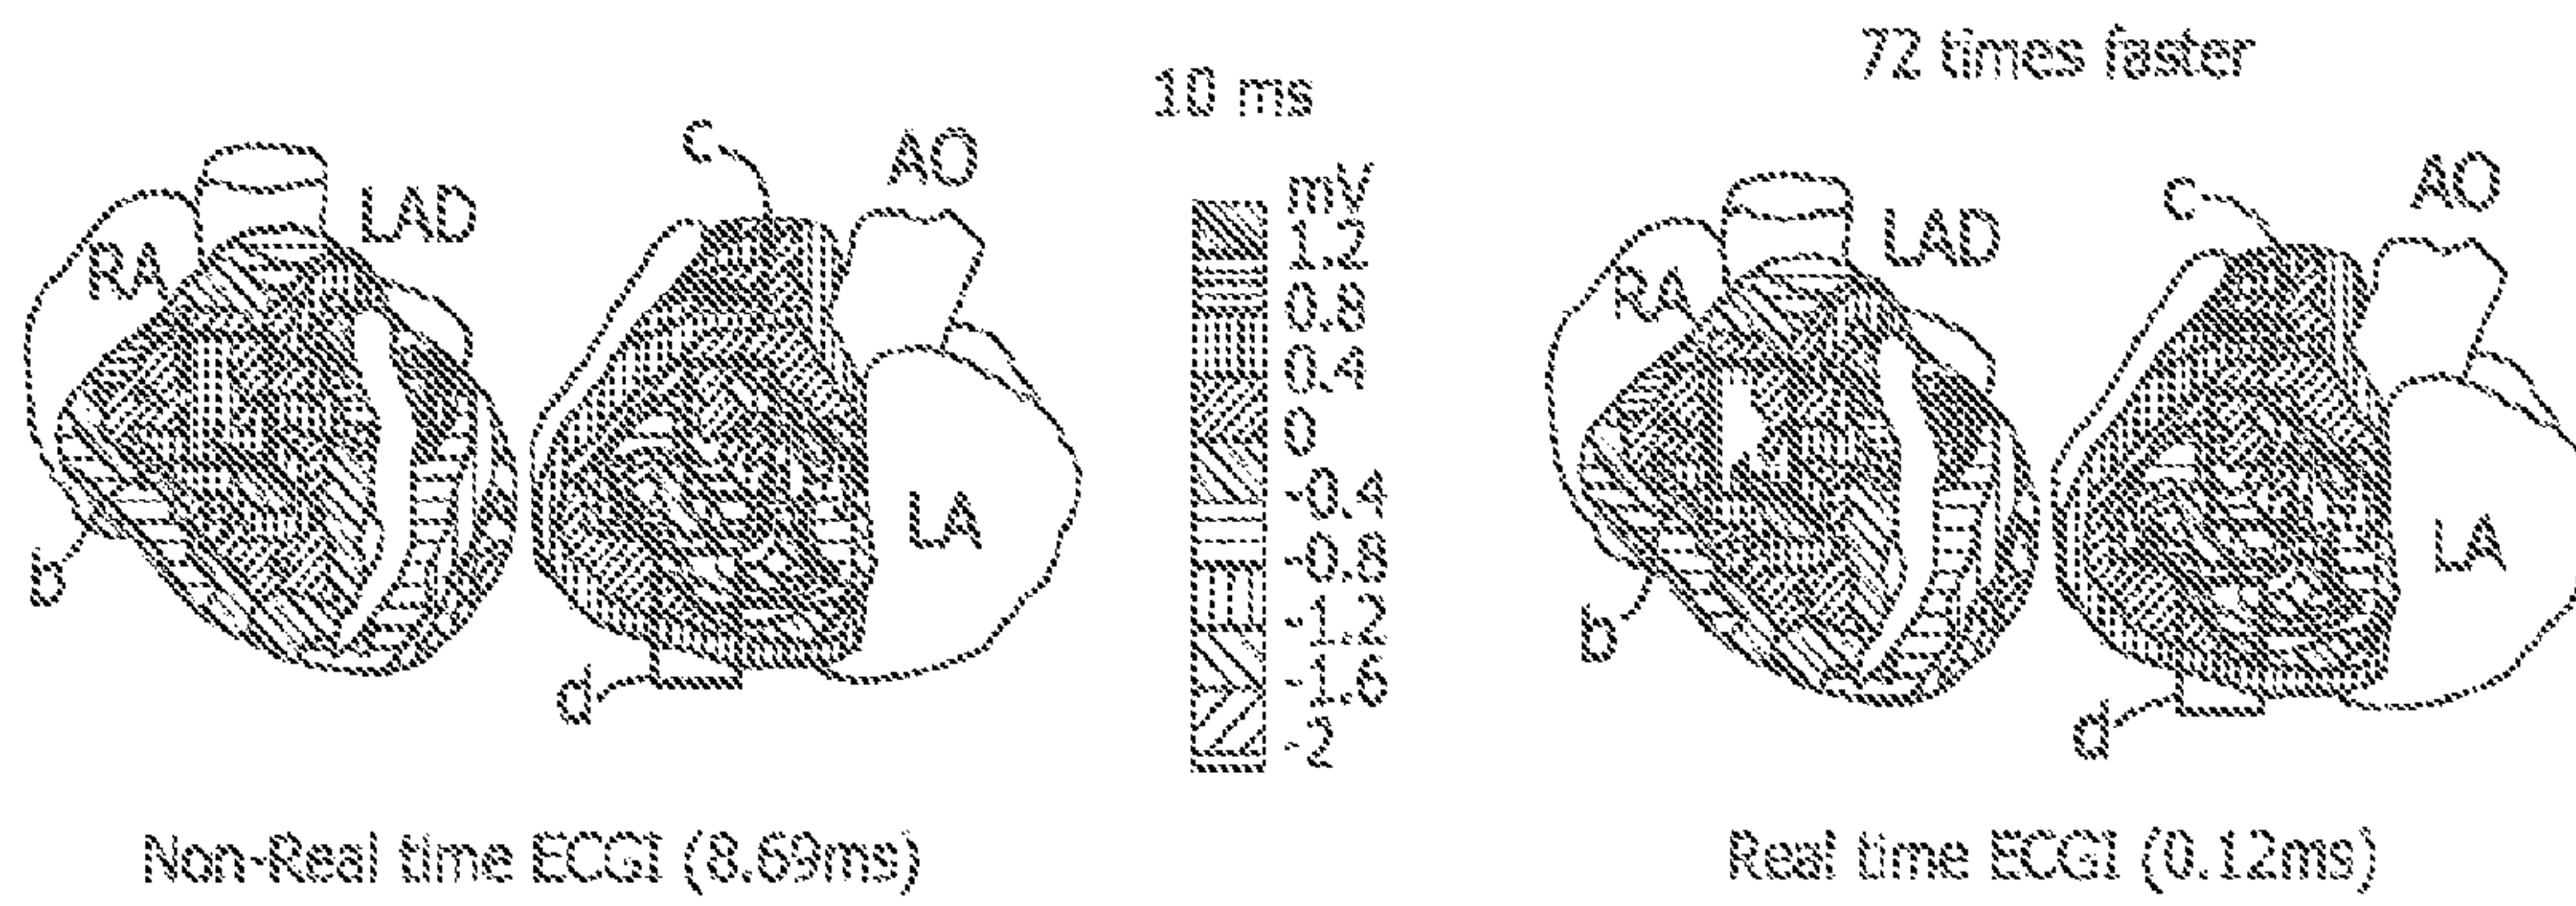 72 times faster
10 ms
C
AO
LAD
RA
b
d
LA
mV
1.2
0.8
0.4
0
-0.4
-0.8
-1.2
-1.6
-2
C
AO
LAD
RA
b
d
LA
Non-Real time ECGI (8.69ms)
Real time ECGI (0.12ms)